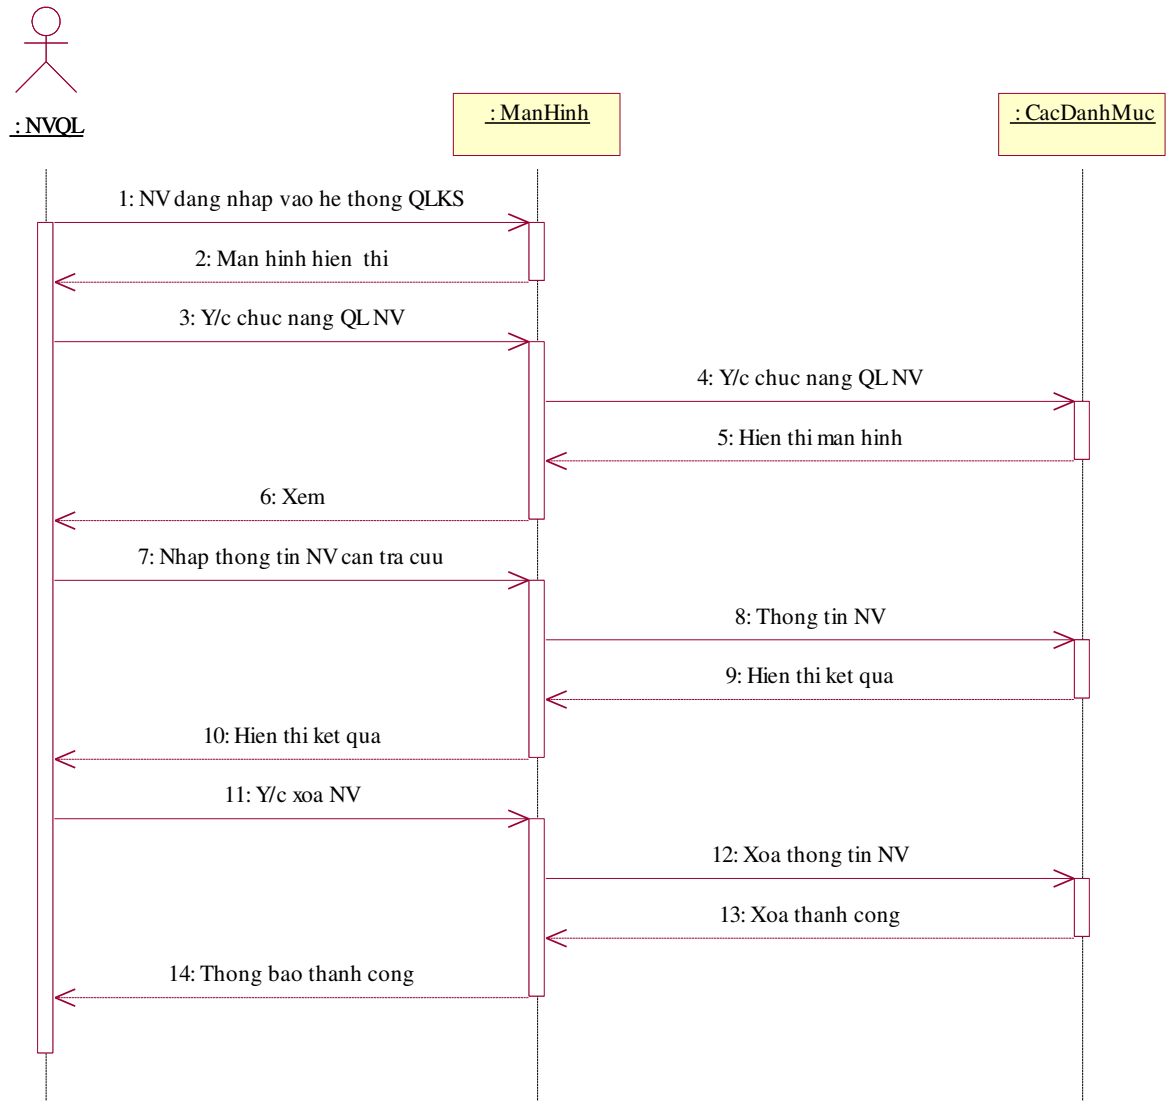 : NVQL
: ManHinh
: CacDanhMuc
1: NV dang nhap vao he thong QLKS
2: Man hinh hien thi
3: Y/c chuc nang QL NV
4: Y/c chuc nang QL NV
5: Hien thi man hinh
6: Xem
7: Nhap thong tin NV can tra cuu
8: Thong tin NV
9: Hien thi ket qua
10: Hien thi ket qua
11: Y/c xoa NV
12: Xoa thong tin NV
13: Xoa thanh cong
14: Thong bao thanh cong